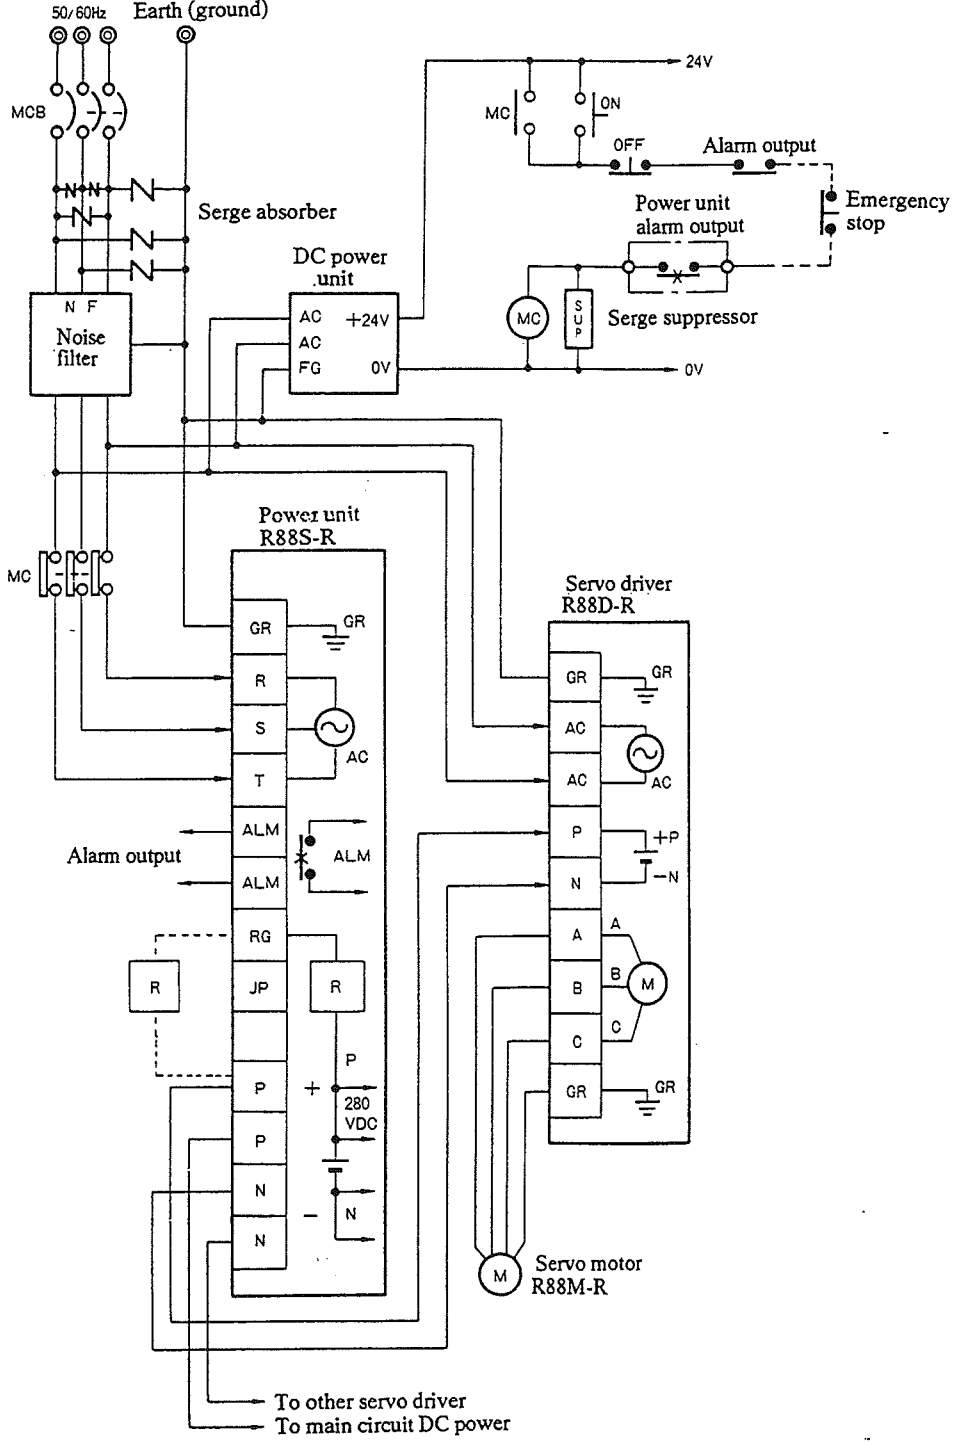 50/60Hz
Earth (ground)
MCB
Serge absorber
N F
Noise
filter
DC power
unit
AC
+24V
AC
FG
0V
24V
MC
ON
OFF
Alarm output
Emergency
stop
Power unit
alarm output
MC
SUP
Serge suppressor
0V
MC
Power unit
R88S-R
GR
GR
R
S
T
AC
ALM
ALM
ALM
Alarm output
RG
R
JP
R
P
P
+
280
VDC
P
N
N
-
N
Servo driver
R88D-R
GR
GR
AC
AC
AC
P
+P
N
-N
A
A
B
B
M
C
C
GR
GR
M
Servo motor
R88M-R
To other servo driver
To main circuit DC power